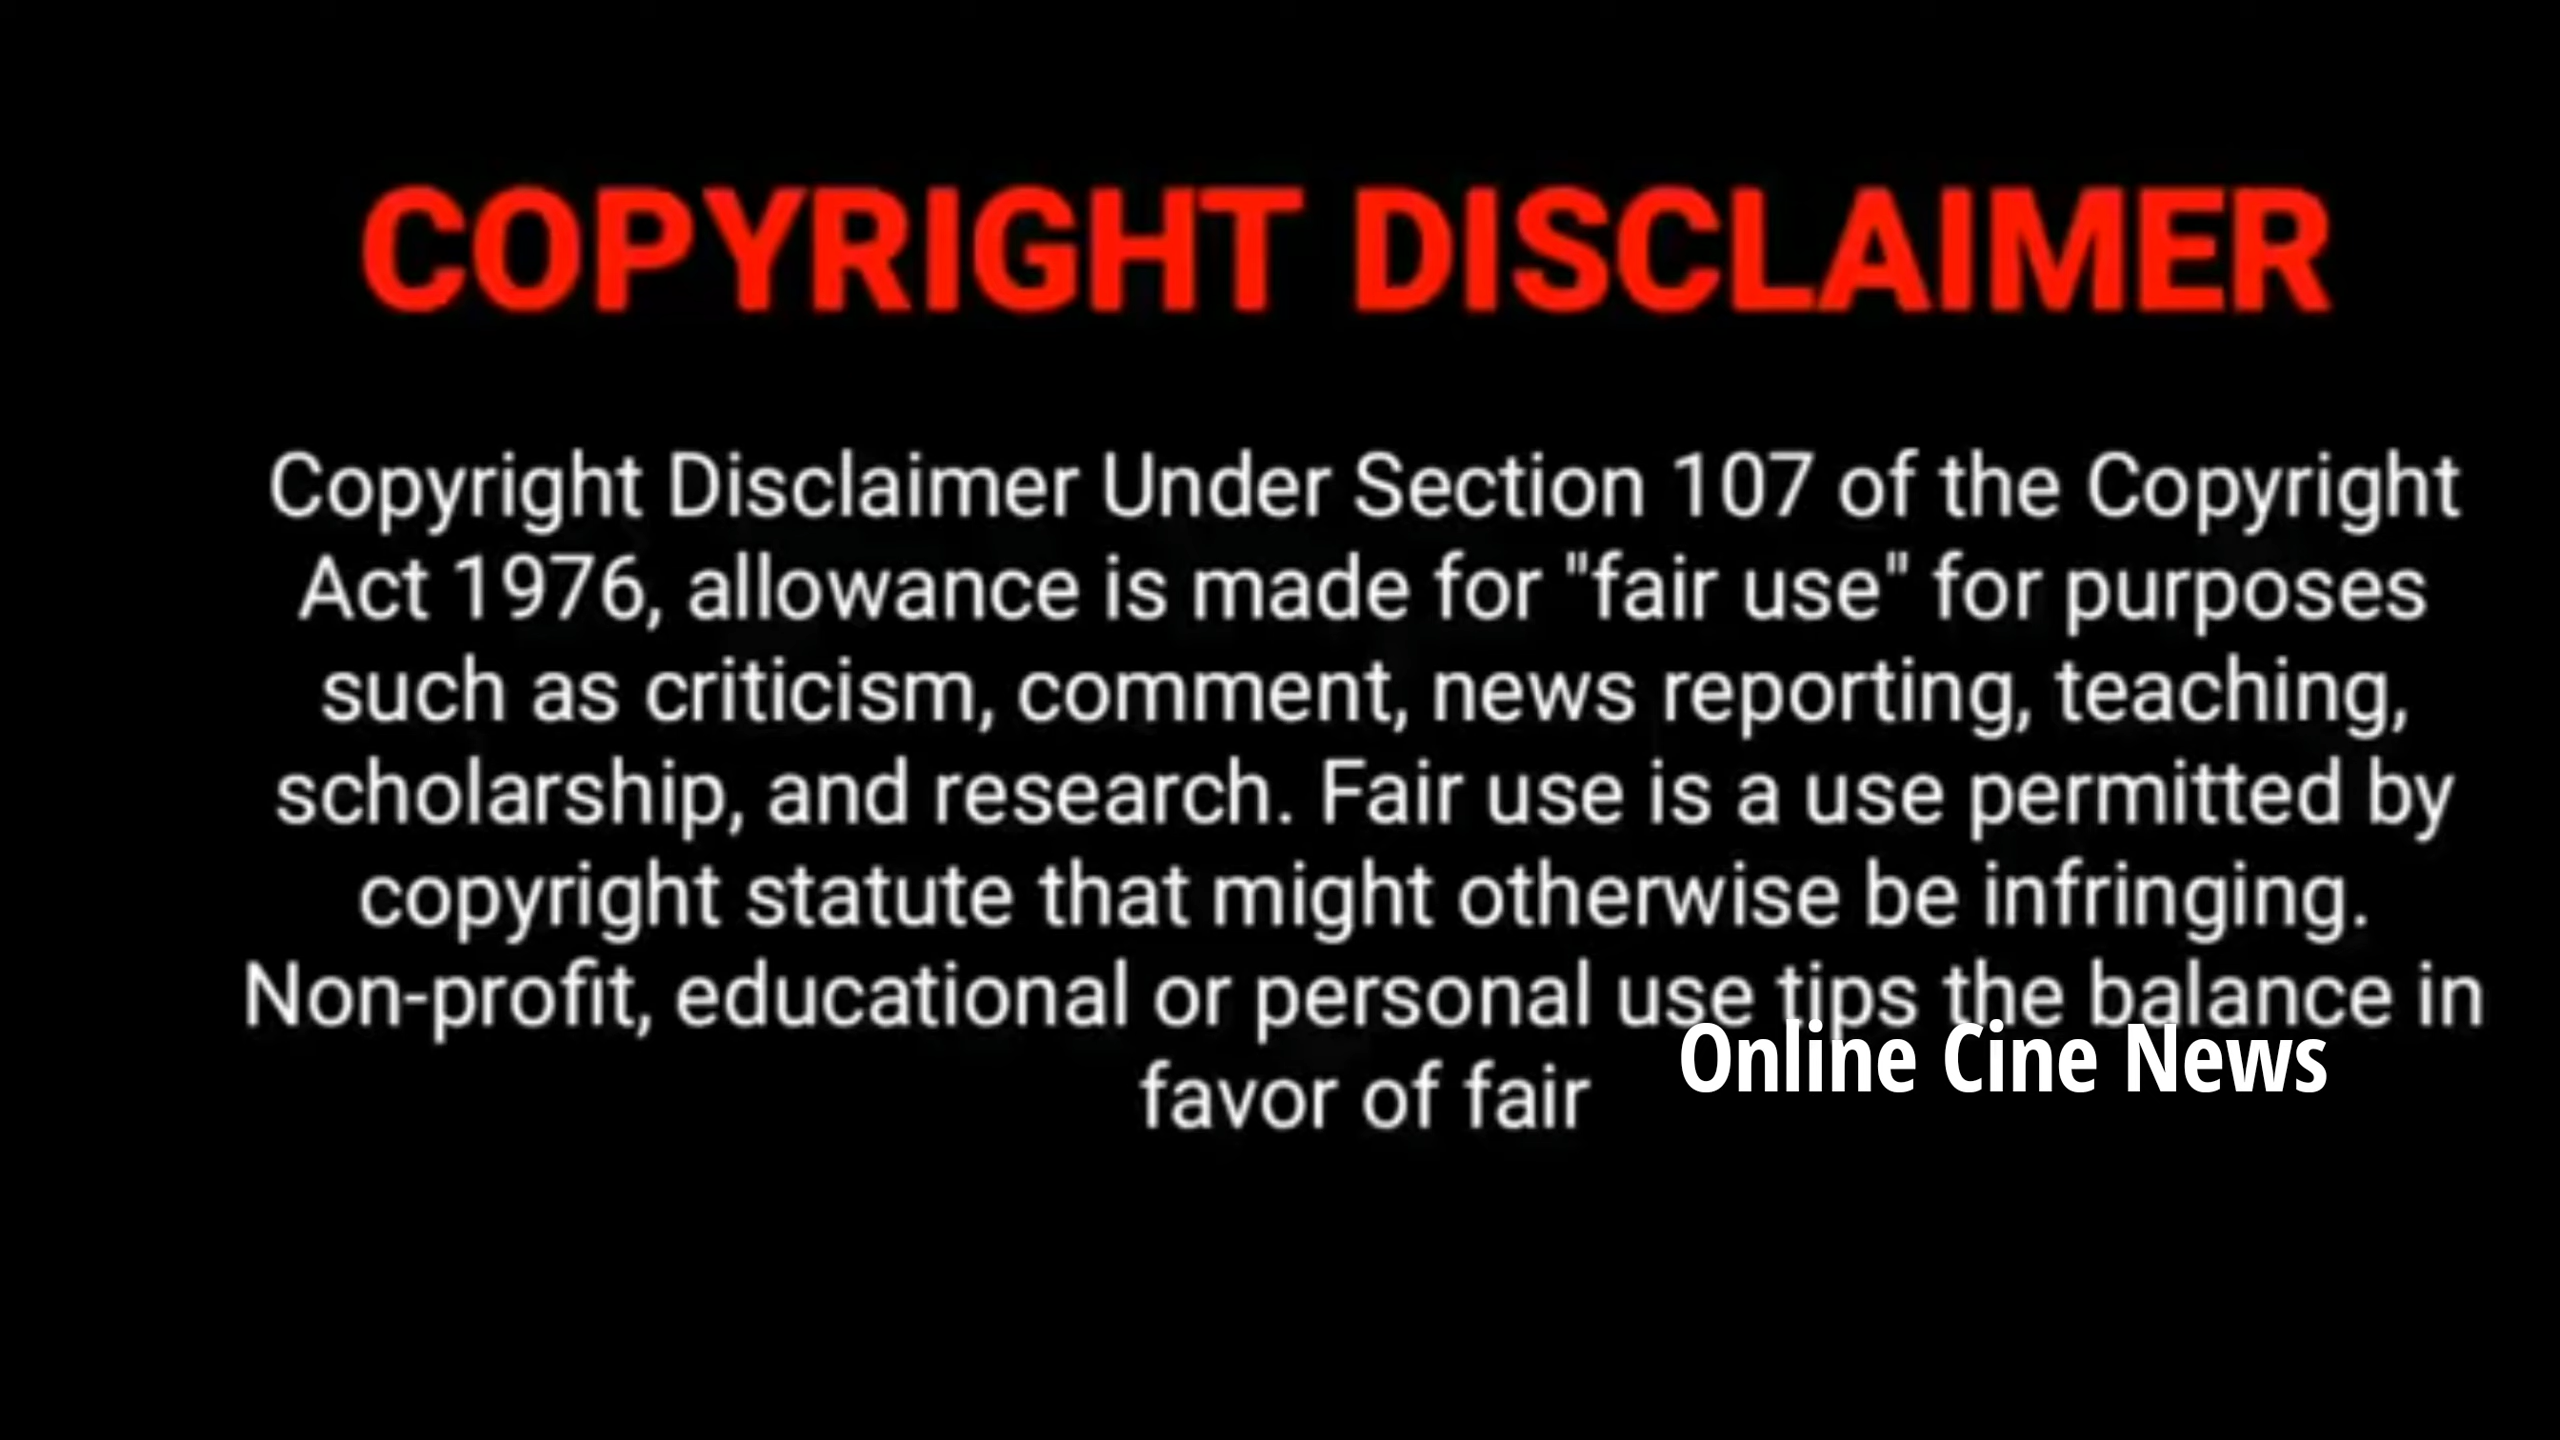 COPYRIGHT DISCLAIMER
Copyright Disclaimer Under Section 107 of the Copyright
Act 1976, allowance is made for "fair use" for purposes
such as criticism, comment, news reporting, teaching,
scholarship, and research. Fair use is a use permitted by
copyright statute that might otherwise be infringing.
Non-profit, educational or personal use tips the balance in
favor of fair
Online Cine News